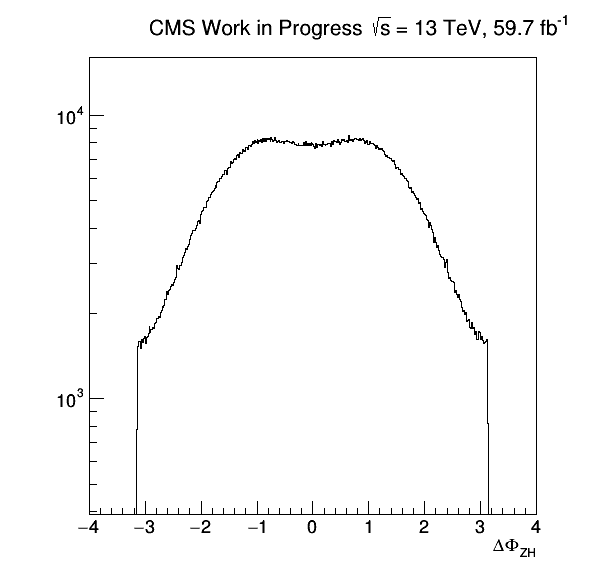 CMS Work in Progress √s = 13 TeV, 59.7 fb⁻¹
10⁴
10³
−4 −3 −2 −1 0 1 2 3 4
ΔΦ_ZH